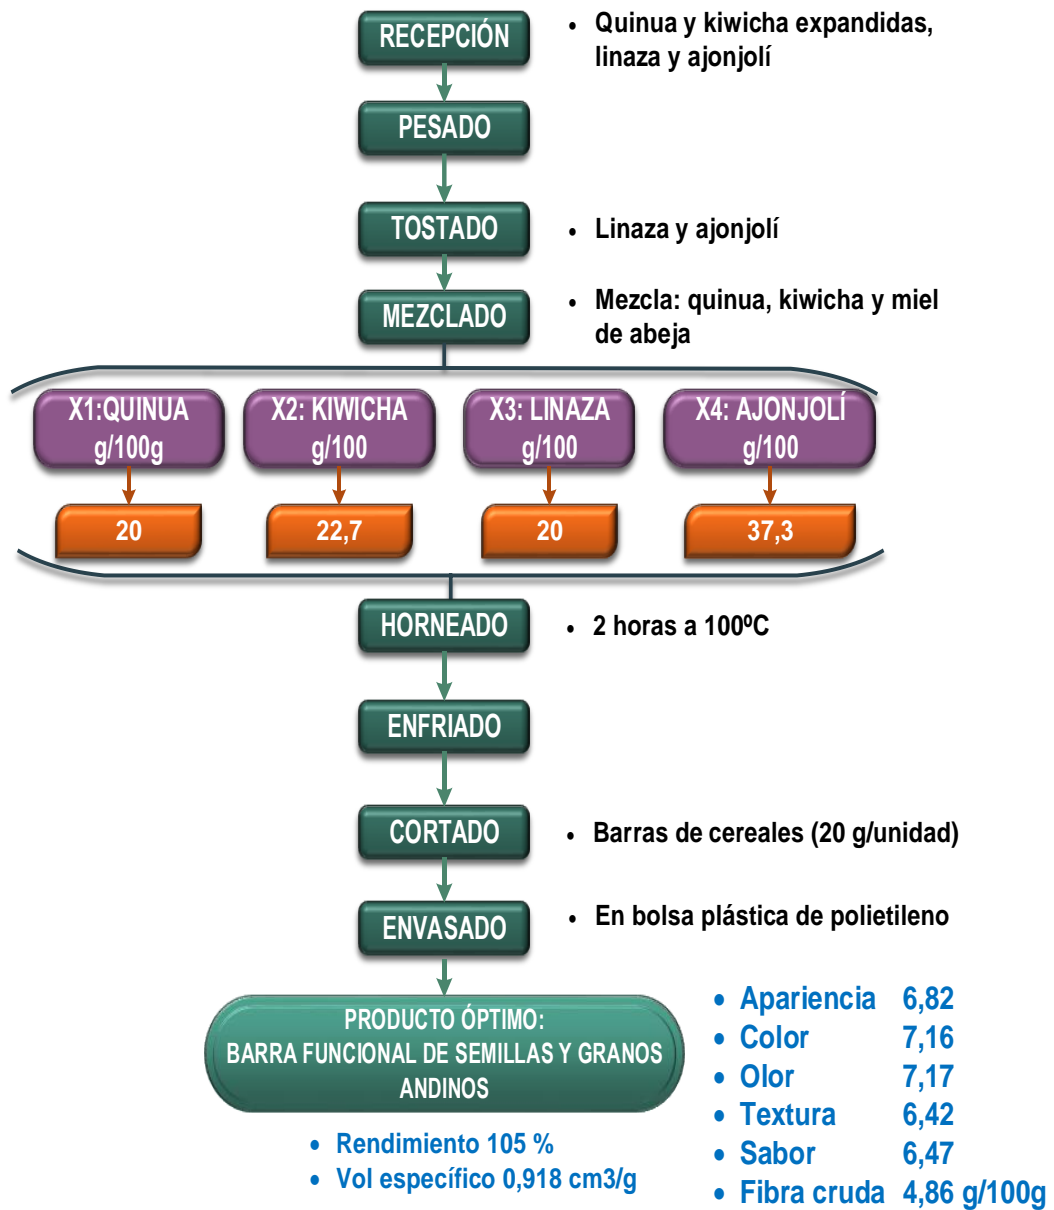 RECEPCIÓN
• Quinua y kiwicha expandidas,
linaza y ajonjolí
PESADO
TOSTADO
• Linaza y ajonjolí
MEZCLADO
• Mezcla: quinua, kiwicha y miel
de abeja
X1:QUINUA
g/100g
X2: KIWICHA
g/100
X3: LINAZA
g/100
X4: AJONJOLÍ
g/100
20
22,7
20
37,3
HORNEADO
• 2 horas a 100ºC
ENFRIADO
CORTADO
• Barras de cereales (20 g/unidad)
ENVASADO
• En bolsa plástica de polietileno
PRODUCTO ÓPTIMO:
BARRA FUNCIONAL DE SEMILLAS Y GRANOS
ANDINOS
• Rendimiento 105 %
• Vol específico 0,918 cm3/g
• Apariencia 6,82
• Color 7,16
• Olor 7,17
• Textura 6,42
• Sabor 6,47
• Fibra cruda 4,86 g/100g